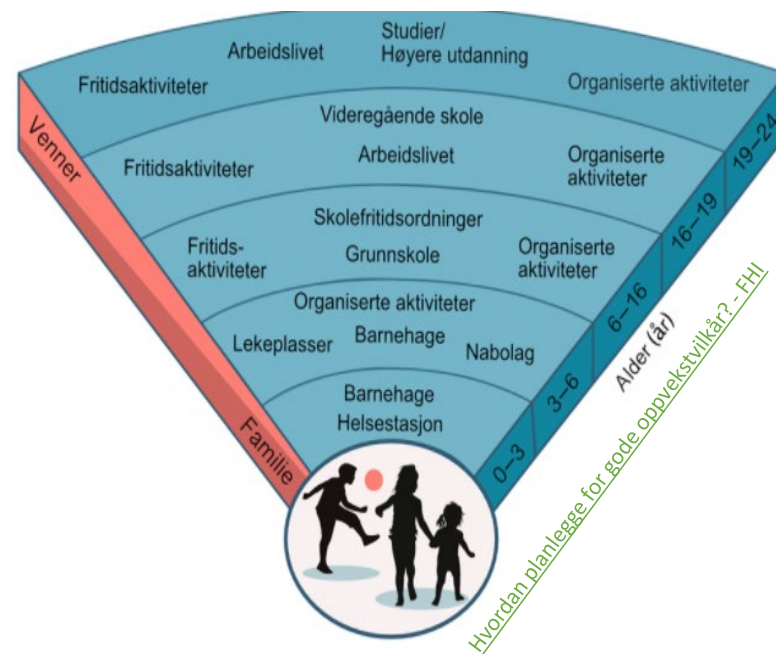 Studier/
Høyere utdanning
Arbeidslivet
Fritidsaktiviteter
Organiserte aktiviteter
19–24
Venner
Videregående skole
Arbeidslivet
Fritidsaktiviteter
Organiserte
aktiviteter
16–19
Skolefritidsordninger
Grunnskole
Fritids-
aktiviteter
Organiserte
aktiviteter
6–16
Organiserte aktiviteter
Lekeplasser
Barnehage
Nabolag
3–6
Barnehage
Helsestasjon
0–3
Familie
Alder (år)
Hvordan planlegge for gode oppvekstvilkår? - FHI